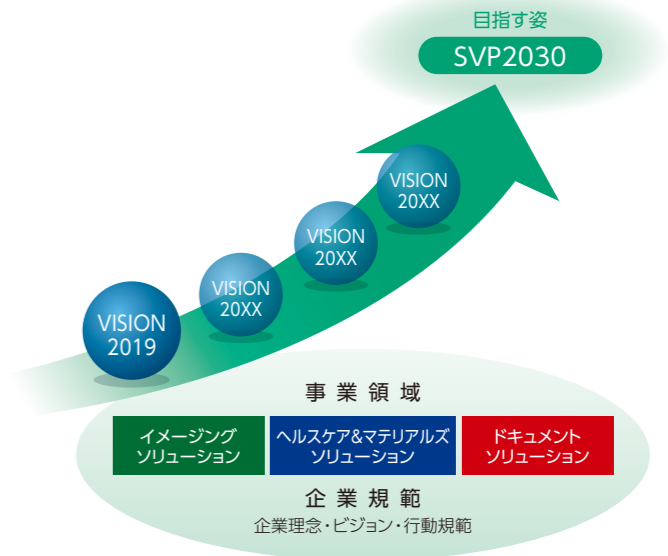 目指す姿
SVP2030
VISION
20XX
VISION
20XX
VISION
20XX
VISION
2019
事業領域
イメージング
ソリューション
ヘルスケア&マテリアルズ
ソリューション
ドキュメント
ソリューション
企業規範
企業理念・ビジョン・行動規範